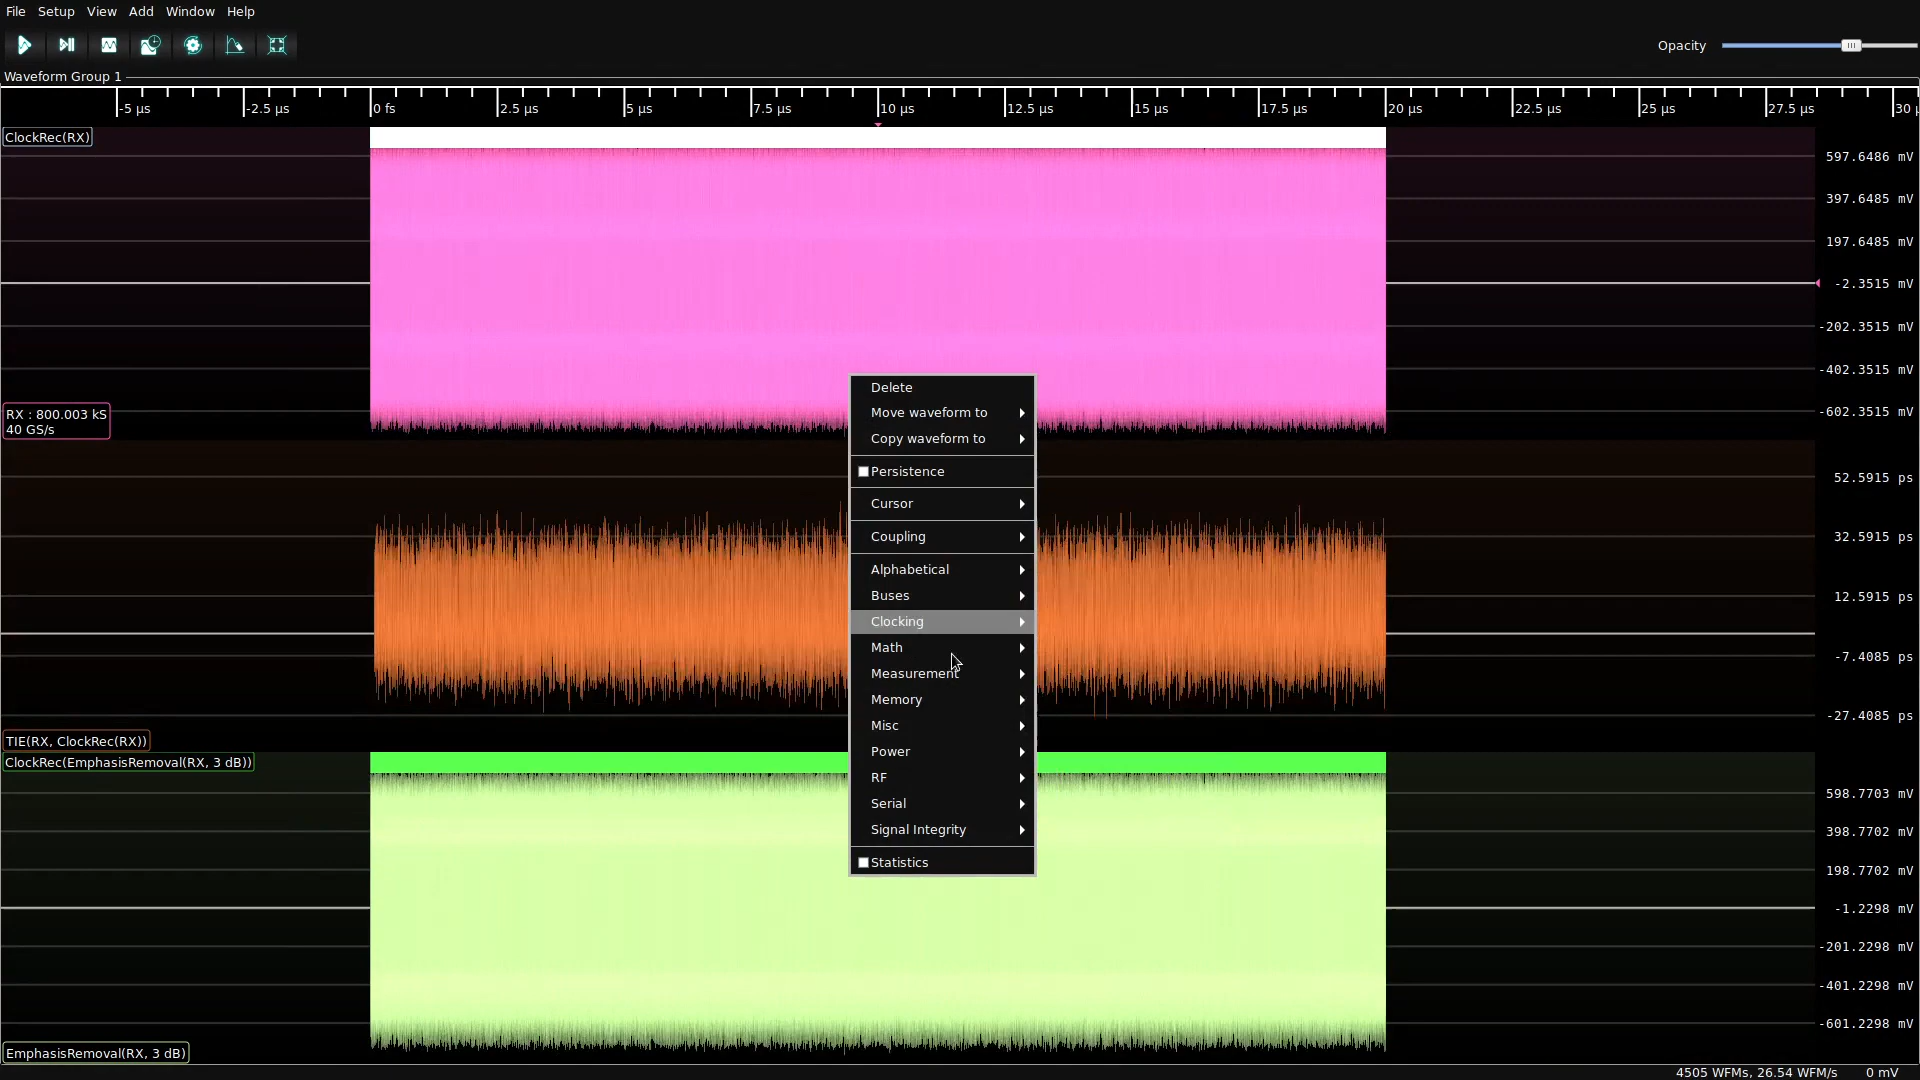 File Setup View Add Window Help
Opacity
Waveform Group 1
-5 µs -2.5 µs 0 fs 2.5 µs 5 µs 7.5 µs 10 µs 12.5 µs 15 µs 17.5 µs 20 µs 22.5 µs 25 µs 27.5 µs 30
ClockRec(RX)
597.6486 mV
397.6485 mV
197.6485 mV
-2.3515 mV
-202.3515 mV
-402.3515 mV
-602.3515 mV
RX : 800.003 kS
40 GS/s
Delete
Move waveform to
Copy waveform to
Persistence
Cursor
Coupling
Alphabetical
Buses
Clocking
Math
Measurement
Memory
Misc
Power
RF
Serial
Signal Integrity
Statistics
52.5915 ps
32.5915 ps
12.5915 ps
-7.4085 ps
-27.4085 ps
TIE(RX, ClockRec(RX))
ClockRec(EmphasisRemoval(RX, 3 dB))
598.7703 mV
398.7702 mV
198.7702 mV
-1.2298 mV
-201.2298 mV
-401.2298 mV
-601.2298 mV
EmphasisRemoval(RX, 3 dB)
4505 WFMs, 26.54 WFM/s 0 mV